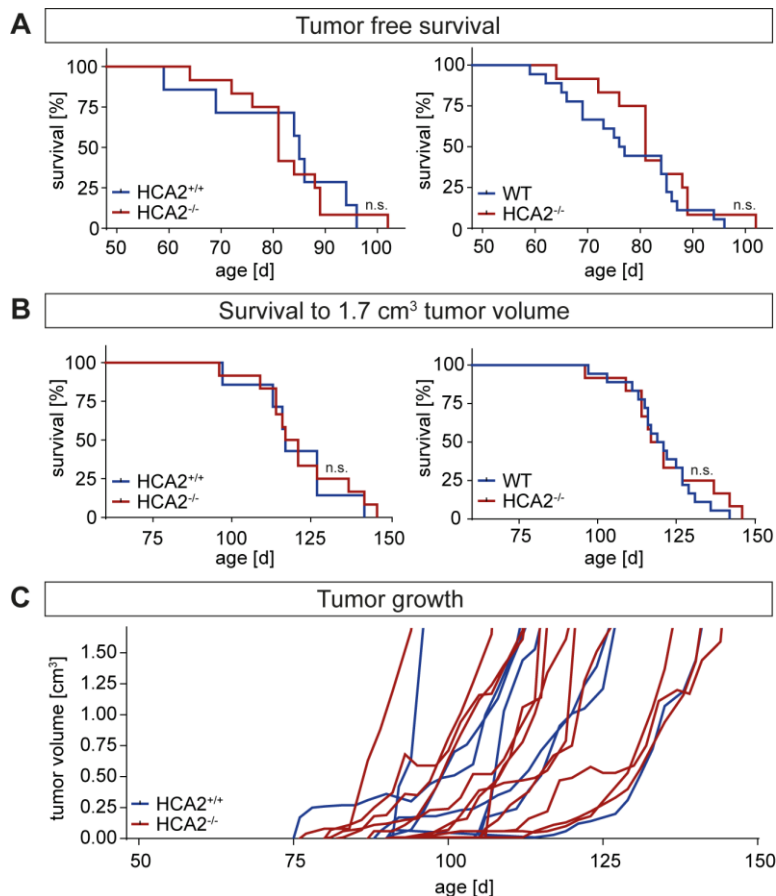 A Tumor free survival
survival [%]
100
75
50
25
0
HCA2+/+
HCA2-/-
n.s.
50 60 70 80 90 100
age [d]
survival [%]
100
75
50
25
0
WT
HCA2-/-
n.s.
50 60 70 80 90 100
age [d]
B Survival to 1.7 cm3 tumor volume
survival [%]
100
75
50
25
0
HCA2+/+
HCA2-/-
n.s.
75 100 125 150
age [d]
survival [%]
100
75
50
25
0
WT
HCA2-/-
n.s.
75 100 125 150
age [d]
C Tumor growth
tumor volume [cm3]
1.50
1.00
0.75
0.50
0.25
0.00
HCA2+/+
HCA2-/-
50 75 100 125 150
age [d]